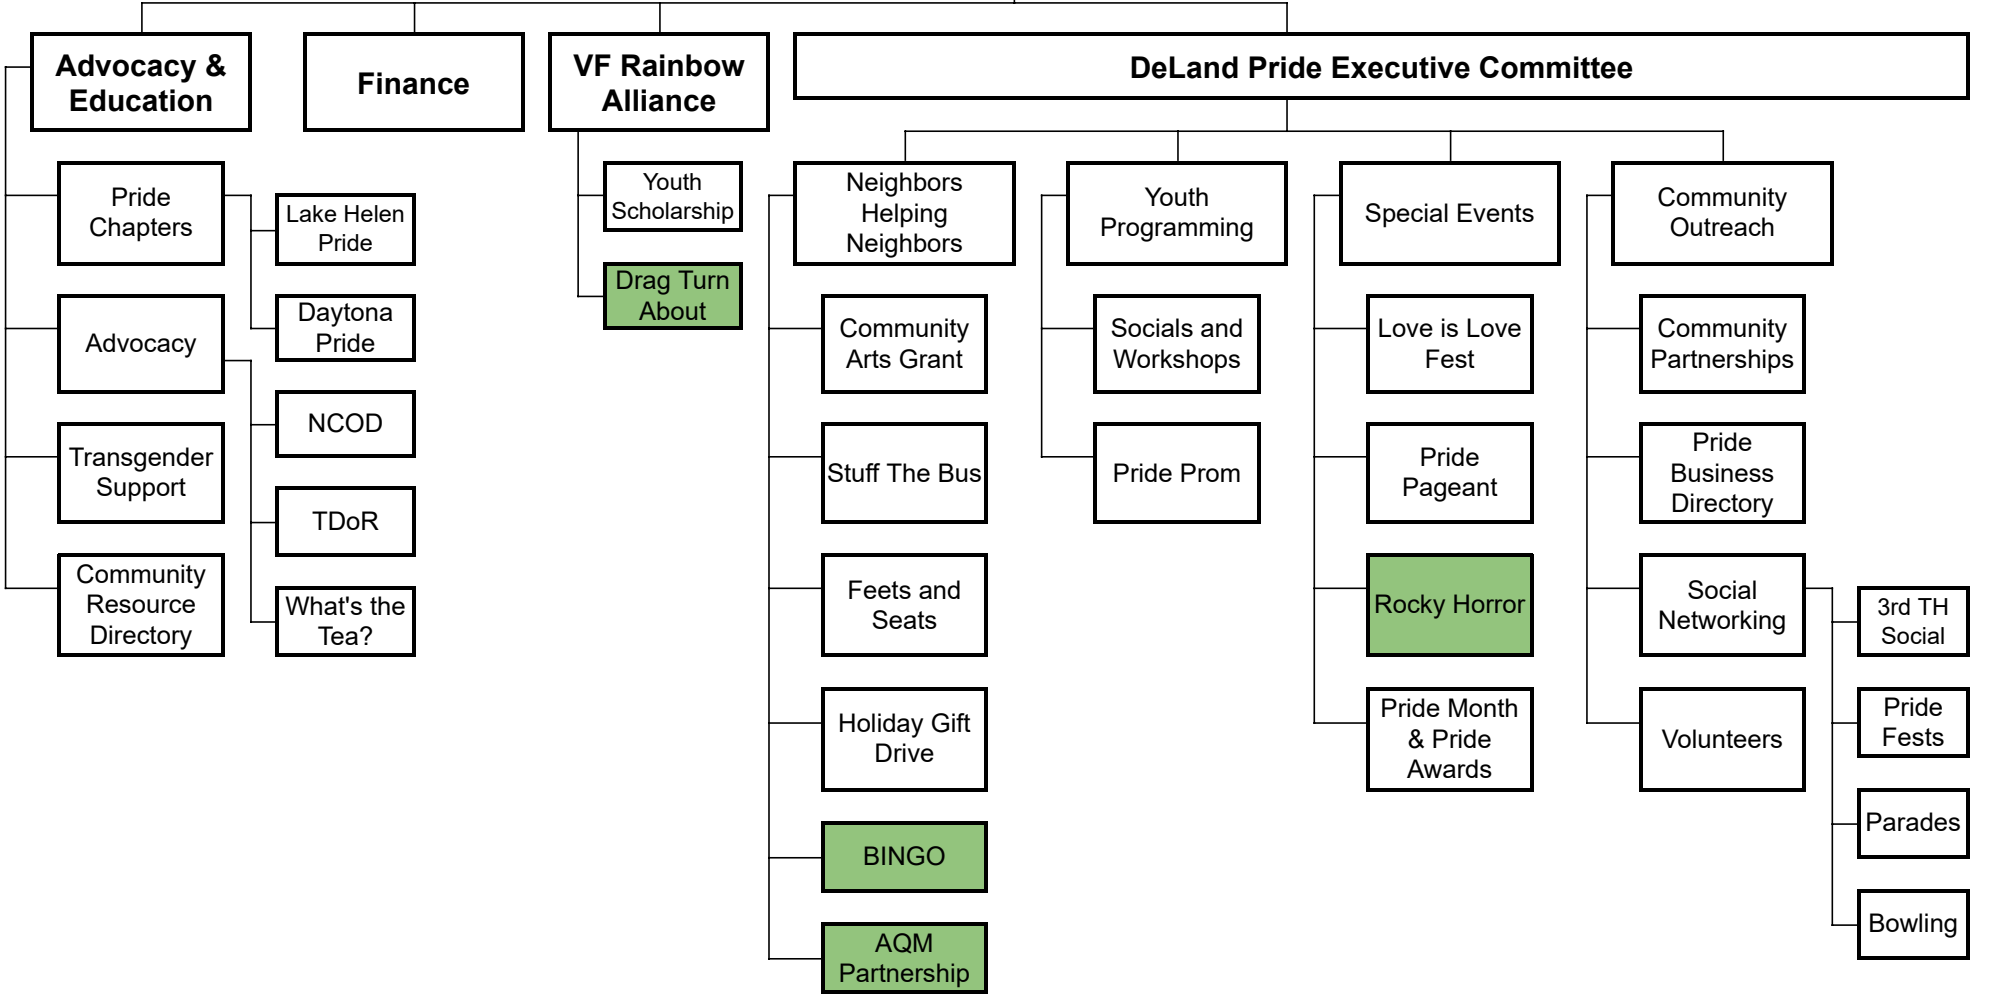 Advocacy &
Education
Finance
VF Rainbow
Alliance
DeLand Pride Executive Committee
Pride
Chapters
Lake Helen
Pride
Daytona
Pride
Advocacy
NCOD
TDoR
What's the
Tea?
Transgender
Support
Community
Resource
Directory
Youth
Scholarship
Drag Turn
About
Neighbors
Helping
Neighbors
Community
Arts Grant
Stuff The Bus
Feets and
Seats
Holiday Gift
Drive
BINGO
AQM
Partnership
Youth
Programming
Socials and
Workshops
Pride Prom
Special Events
Love is Love
Fest
Pride
Pageant
Rocky Horror
Pride Month
& Pride
Awards
Community
Outreach
Community
Partnerships
Pride
Business
Directory
Social
Networking
3rd TH
Social
Pride
Fests
Parades
Bowling
Volunteers